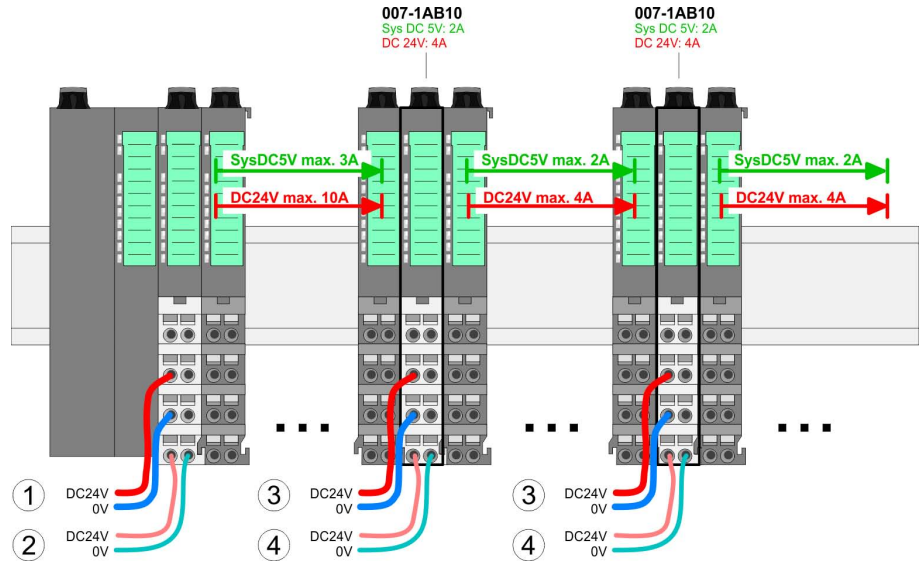 007-1AB10
Sys DC 5V: 2A
DC 24V: 4A
007-1AB10
Sys DC 5V: 2A
DC 24V: 4A
SysDC5V max. 3A
SysDC5V max. 2A
SysDC5V max. 2A
DC24V max. 10A
DC24V max. 4A
DC24V max. 4A
1
DC24V
0V
2
DC24V
0V
3
DC24V
0V
4
DC24V
0V
3
DC24V
0V
4
DC24V
0V